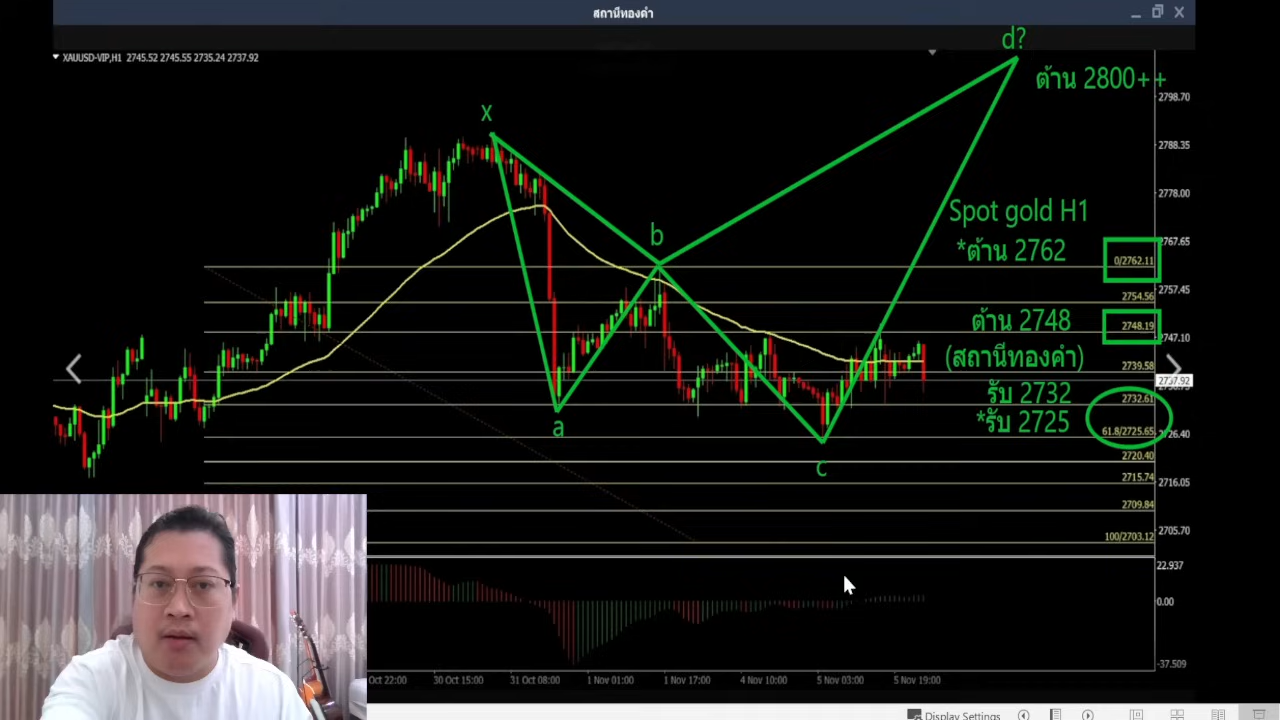 สถานีทองคำ
XAUUSD-VIP,H1 2745.52 2745.55 2735.24 2737.92
d?
ต้าน 2800++
2798.70
x
2788.35
2778.00
Spot gold H1
b
*ต้าน 2762
2767.65
0/2762.11
2757.45
2754.56
ต้าน 2748
2748.19
2747.10
(สถานีทองคำ)
2739.58
2737.92
รับ 2732
2732.61
*รับ 2725
a
61.8/2725.65
2726.40
c
2720.40
2715.74
2716.05
2709.84
2705.70
100/2703.12
22.937
0.00
-37.509
Oct 22:00 30 Oct 15:00 31 Oct 08:00 1 Nov 01:00 1 Nov 17:00 4 Nov 10:00 5 Nov 03:00 5 Nov 19:00
Display Settings